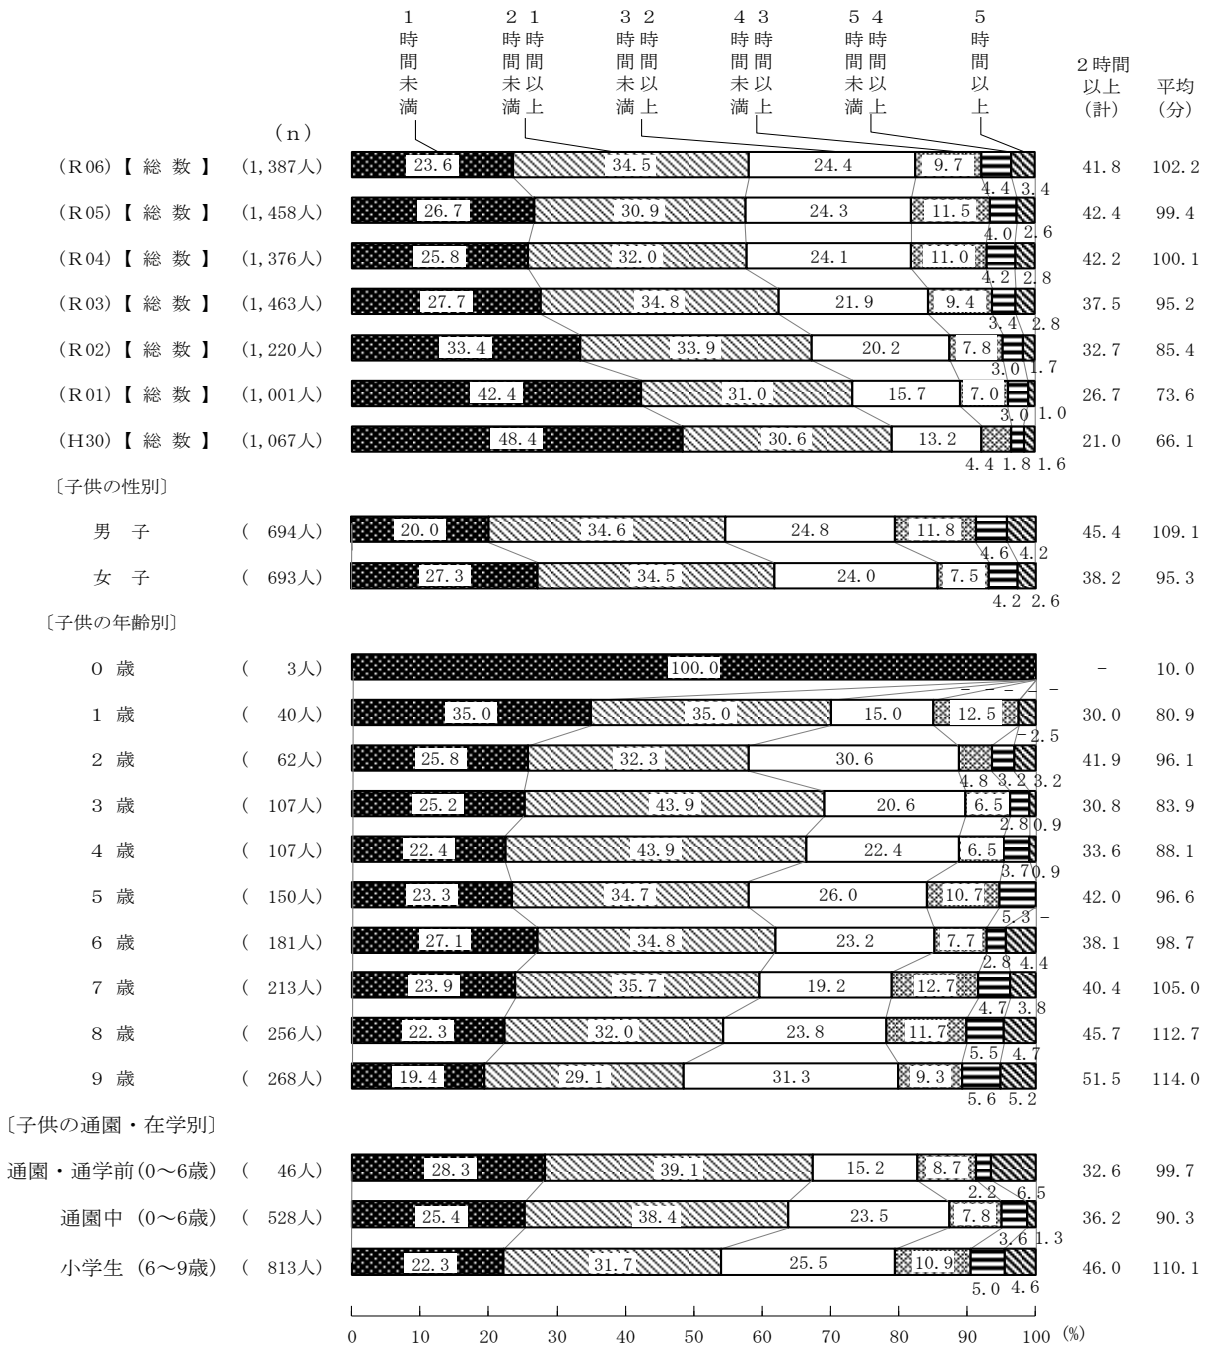 １時間未満
１時間以上２時間未満
２時間以上３時間未満
３時間以上４時間未満
４時間以上５時間未満
５時間以上
２時間以上（計）
平均（分）
（ｎ）
(R06)【 総 数 】 (1,387人) 23.6 34.5 24.4 9.7 4.4 3.4 41.8 102.2
(R05)【 総 数 】 (1,458人) 26.7 30.9 24.3 11.5 4.0 2.6 42.4 99.4
(R04)【 総 数 】 (1,376人) 25.8 32.0 24.1 11.0 4.2 2.8 42.2 100.1
(R03)【 総 数 】 (1,463人) 27.7 34.8 21.9 9.4 3.4 2.8 37.5 95.2
(R02)【 総 数 】 (1,220人) 33.4 33.9 20.2 7.8 3.0 1.7 32.7 85.4
(R01)【 総 数 】 (1,001人) 42.4 31.0 15.7 7.0 3.0 1.0 26.7 73.6
(H30)【 総 数 】 (1,067人) 48.4 30.6 13.2 4.4 1.8 1.6 21.0 66.1
〔子供の性別〕
男 子 ( 694人) 20.0 34.6 24.8 11.8 4.6 4.2 45.4 109.1
女 子 ( 693人) 27.3 34.5 24.0 7.5 4.2 2.6 38.2 95.3
〔子供の年齢別〕
０ 歳 ( 3人) 100.0 － － － － － － 10.0
１ 歳 ( 40人) 35.0 35.0 15.0 12.5 － 2.5 30.0 80.9
２ 歳 ( 62人) 25.8 32.3 30.6 4.8 3.2 3.2 41.9 96.1
３ 歳 ( 107人) 25.2 43.9 20.6 6.5 2.8 0.9 30.8 83.9
４ 歳 ( 107人) 22.4 43.9 22.4 6.5 3.7 0.9 33.6 88.1
５ 歳 ( 150人) 23.3 34.7 26.0 10.7 5.3 － 42.0 96.6
６ 歳 ( 181人) 27.1 34.8 23.2 7.7 2.8 4.4 38.1 98.7
７ 歳 ( 213人) 23.9 35.7 19.2 12.7 4.7 3.8 40.4 105.0
８ 歳 ( 256人) 22.3 32.0 23.8 11.7 5.5 4.7 45.7 112.7
９ 歳 ( 268人) 19.4 29.1 31.3 9.3 5.6 5.2 51.5 114.0
〔子供の通園・在学別〕
通園・通学前(0～6歳) ( 46人) 28.3 39.1 15.2 8.7 2.2 6.5 32.6 99.7
通園中 (0～6歳) ( 528人) 25.4 38.4 23.5 7.8 3.6 1.3 36.2 90.3
小学生 (6～9歳) ( 813人) 22.3 31.7 25.5 10.9 5.0 4.6 46.0 110.1
0 10 20 30 40 50 60 70 80 90 100 (%)